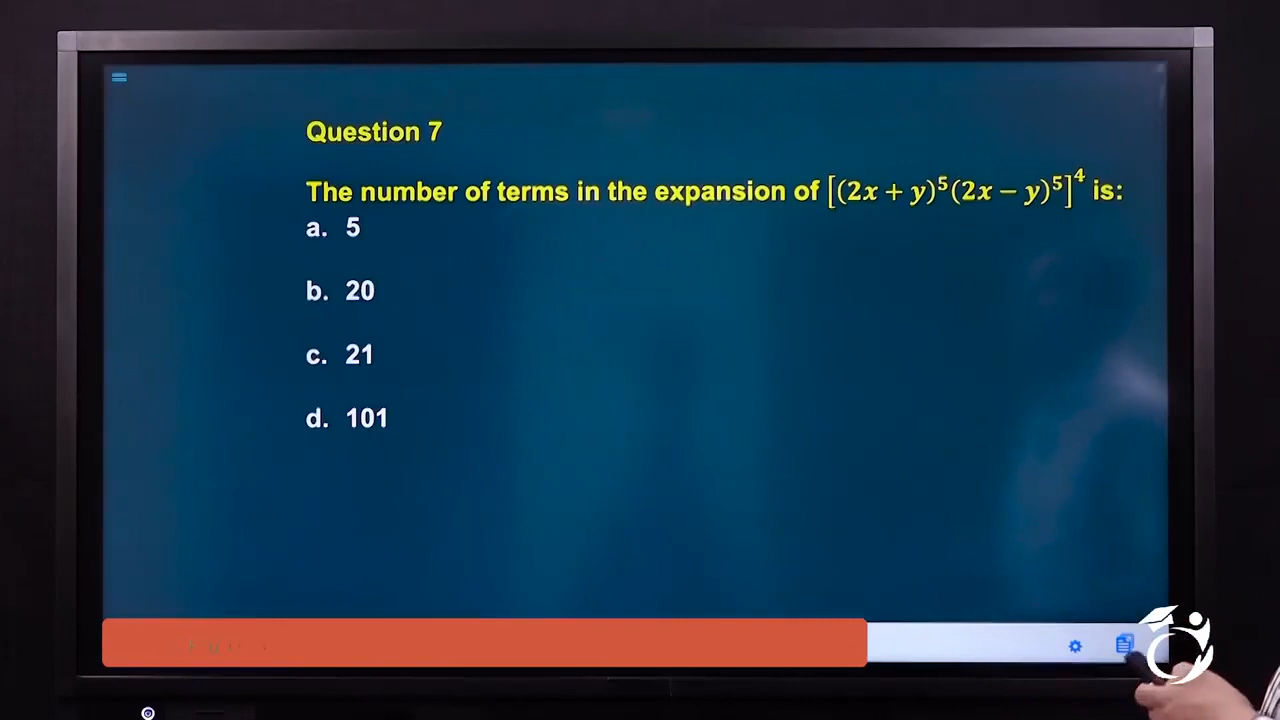 Question 7
The number of terms in the expansion of [(2x + y)⁵(2x − y)⁵]⁴ is:
a. 5
b. 20
c. 21
d. 101